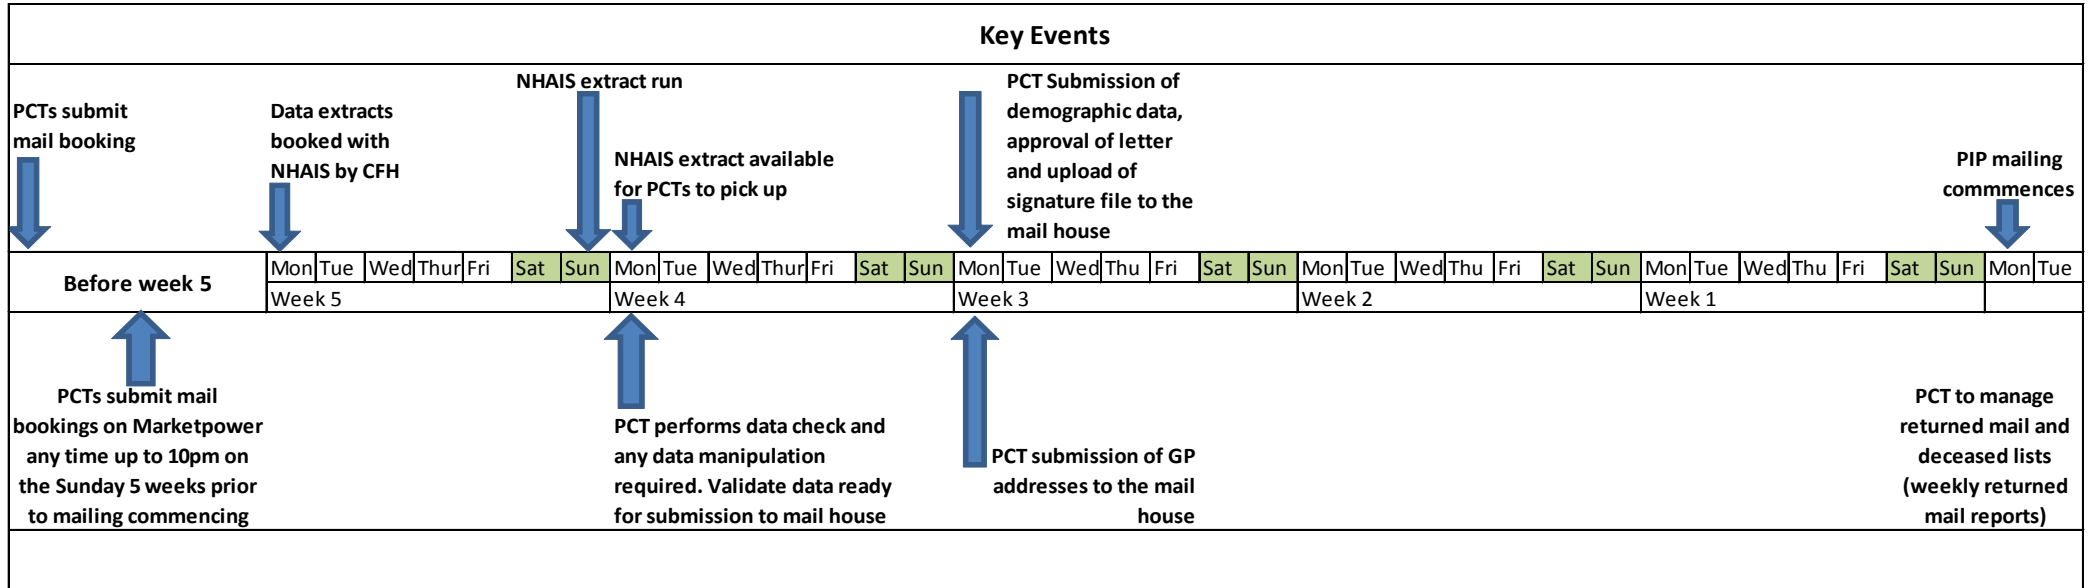 Key Events
PCTs submit
mail booking
Data extracts
booked with
NHAIS by CFH
NHAIS extract run
NHAIS extract available
for PCTs to pick up
PCT Submission of
demographic data,
approval of letter
and upload of
signature file to the
mail house
PIP mailing
commmences
Before week 5
Mon Tue Wed Thur Fri Sat Sun Mon Tue Wed Thur Fri Sat Sun Mon Tue Wed Thu Fri Sat Sun Mon Tue Wed Thu Fri Sat Sun Mon Tue Wed Thu Fri Sat Sun Mon Tue
Week 5 Week 4 Week 3 Week 2 Week 1
PCTs submit mail
bookings on Marketpower
any time up to 10pm on
the Sunday 5 weeks prior
to mailing commencing
PCT performs data check and
any data manipulation
required. Validate data ready
for submission to mail house
PCT submission of GP
addresses to the mail
house
PCT to manage
returned mail and
deceased lists
(weekly returned
mail reports)